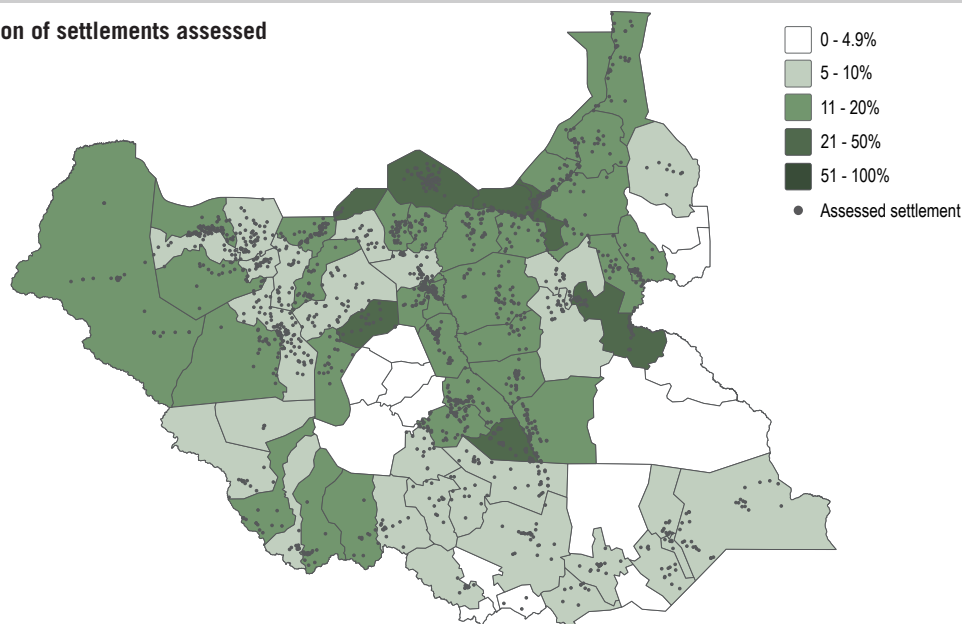 on of settlements assessed
0 - 4.9%
5 - 10%
11 - 20%
21 - 50%
51 - 100%
Assessed settlement